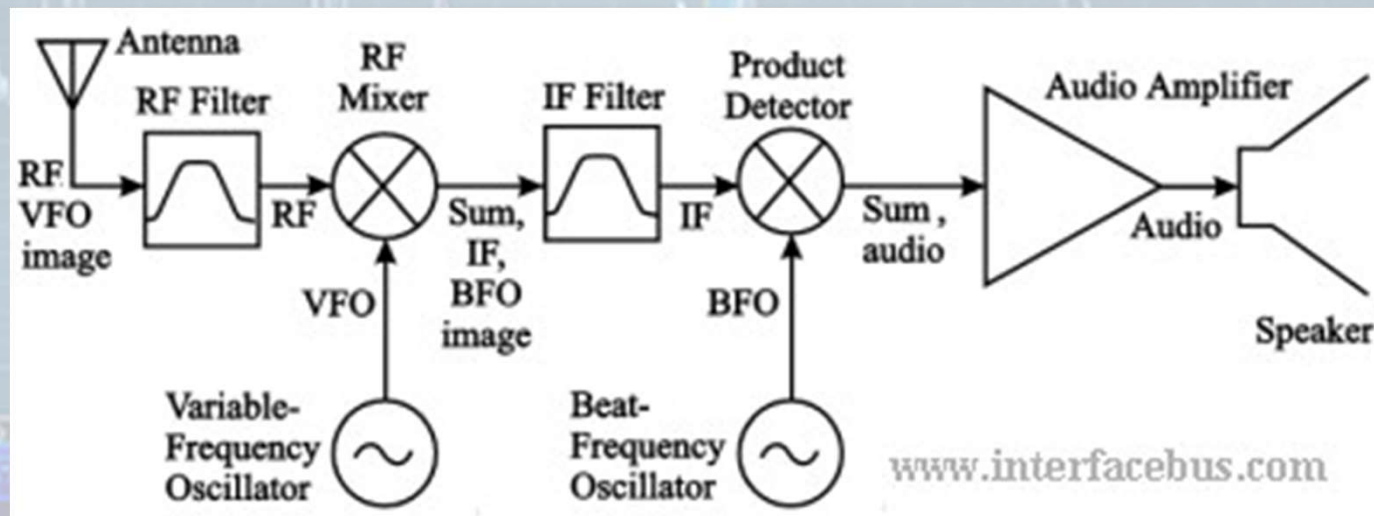 Antenna
RF Filter
RF
Mixer
IF Filter
Product
Detector
Audio Amplifier
RF
VFO
image
RF
Sum,
IF,
BFO
image
IF
Sum ,
audio
Audio
VFO
BFO
Speaker
Variable-
Frequency
Oscillator
Beat-
Frequency
Oscillator
www.interfacebus.com